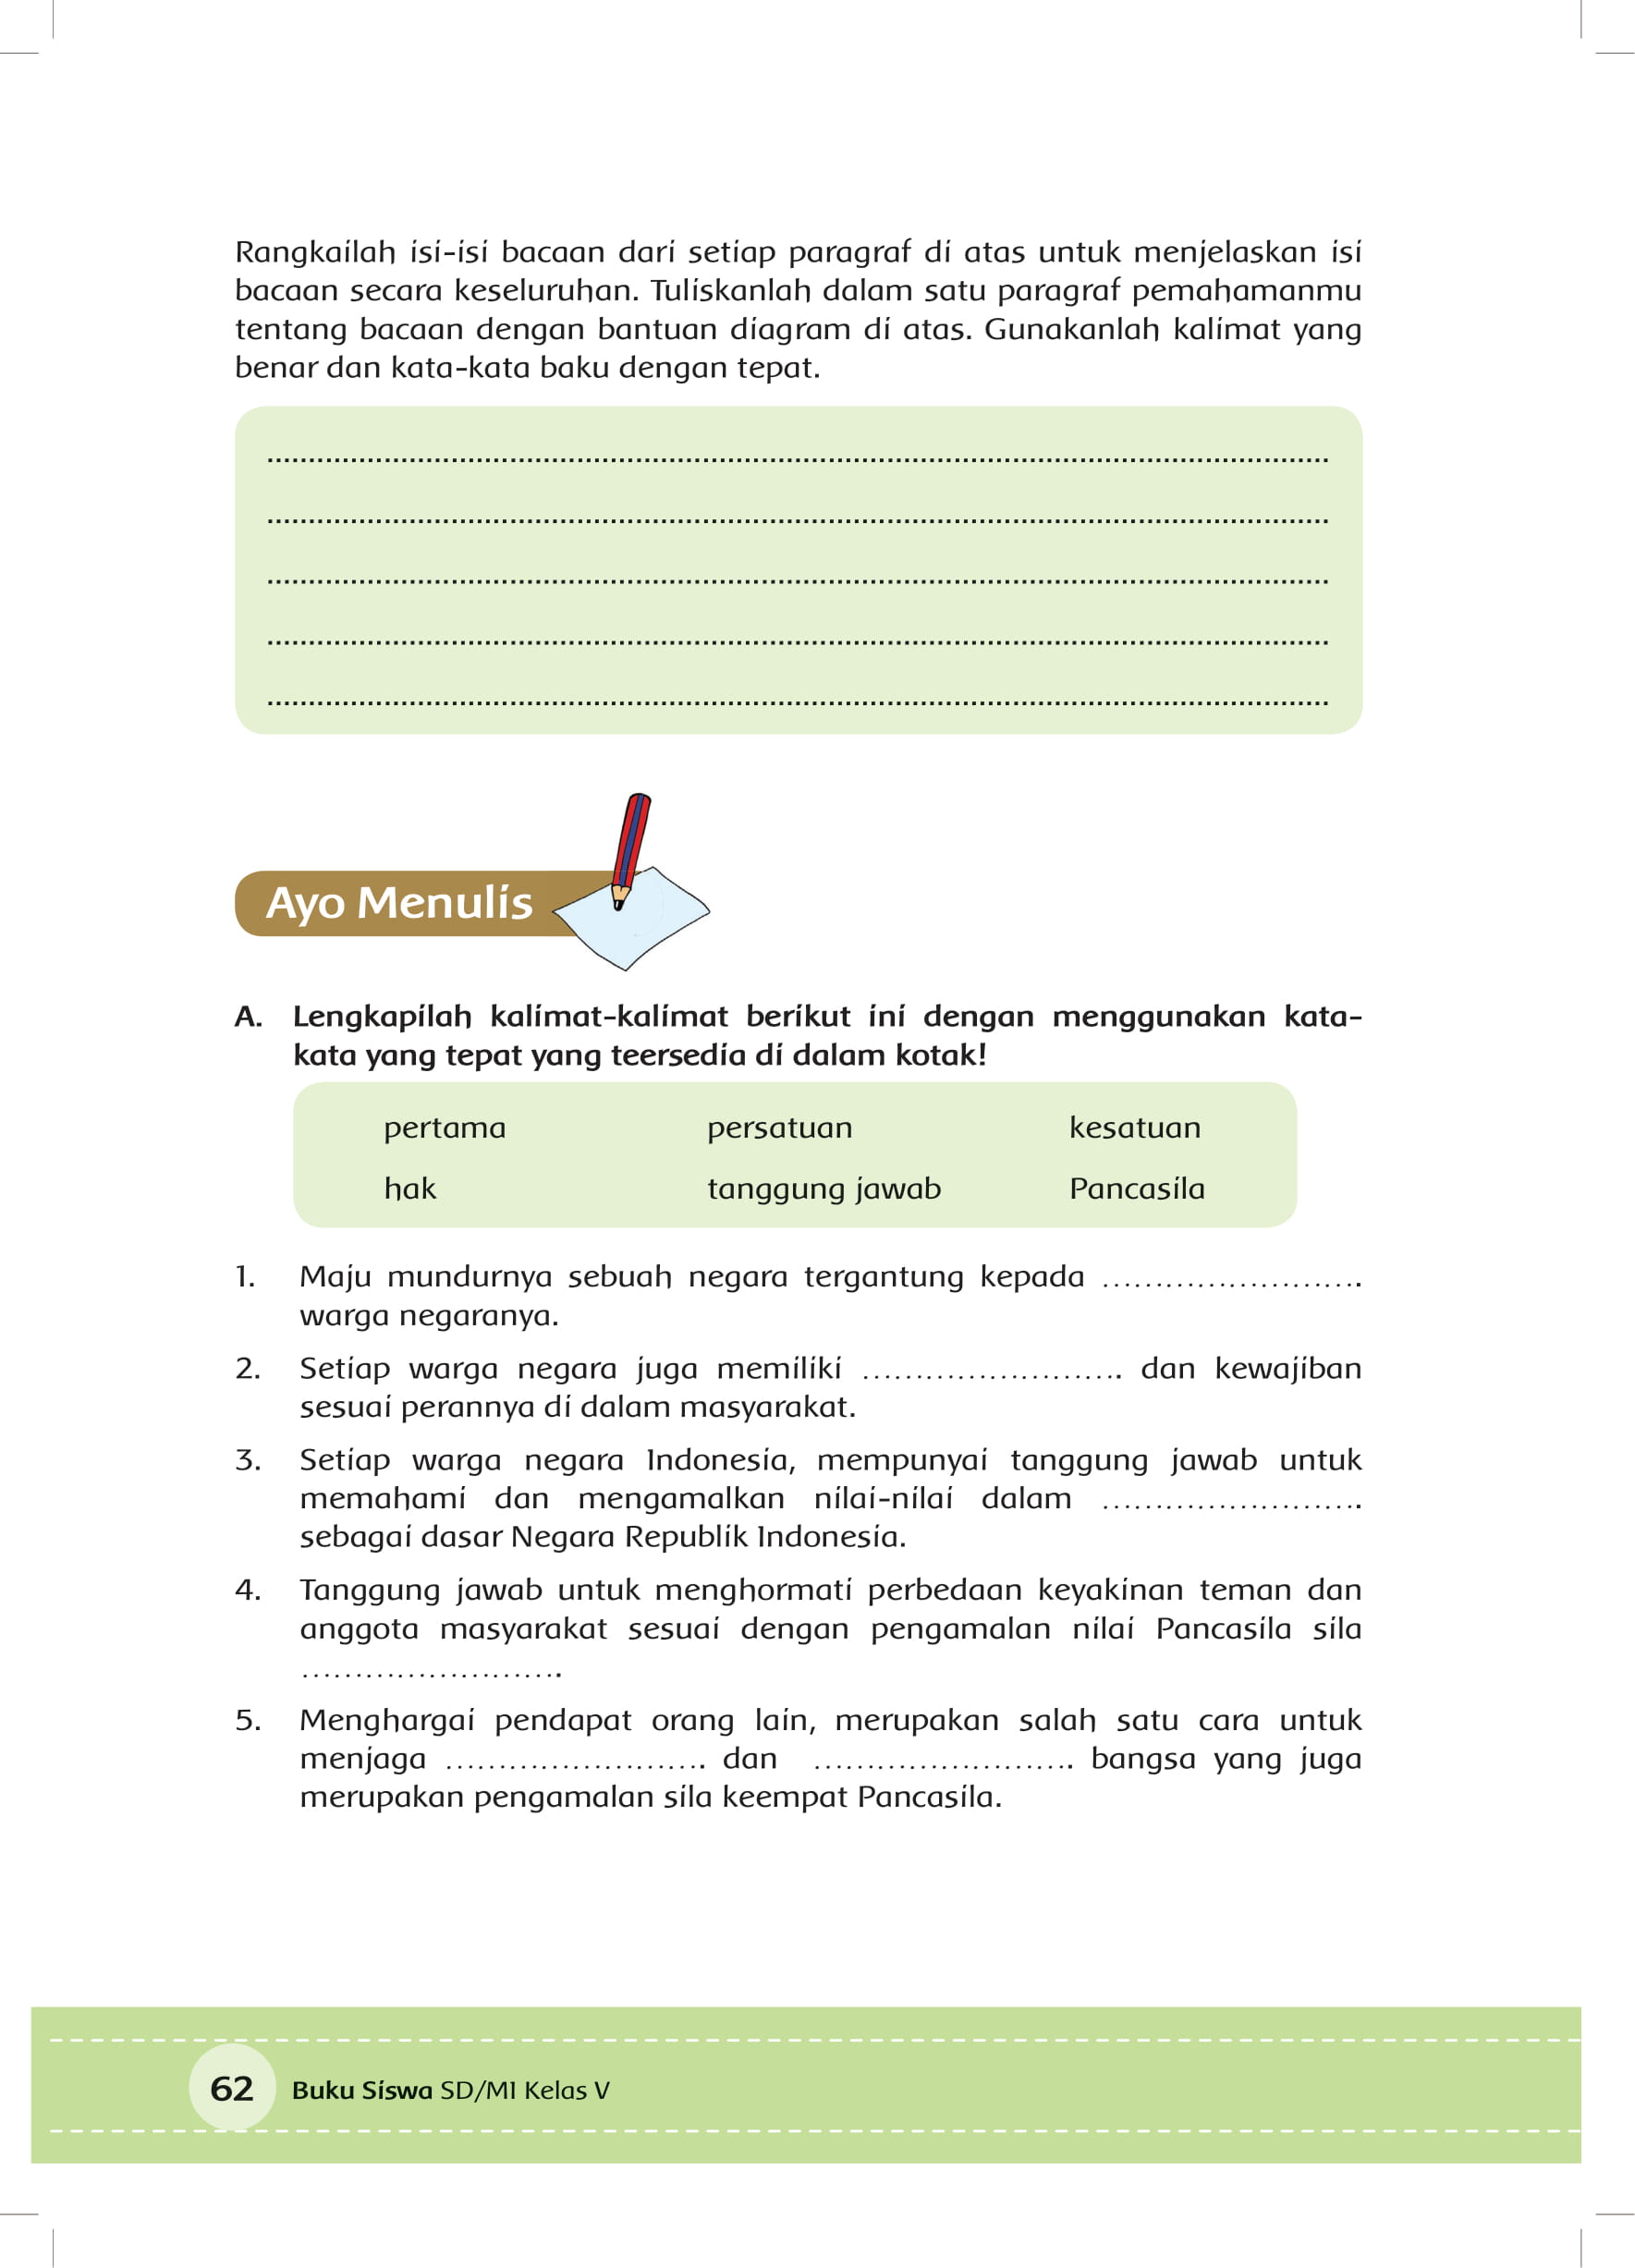 Rangkailah isi-isi bacaan dari setiap paragraf di atas untuk menjelaskan isi
bacaan secara keseluruhan. Tuliskanlah dalam satu paragraf pemahamanmu
tentang bacaan dengan bantuan diagram di atas. Gunakanlah kalimat yang
benar dan kata-kata baku dengan tepat.
Ayo Menulis
A. Lengkapilah kalimat-kalimat berikut ini dengan menggunakan kata-
kata yang tepat yang teersedia di dalam kotak!
pertama persatuan kesatuan
hak tanggung jawab Pancasila
1. Maju mundurnya sebuah negara tergantung kepada .........................
warga negaranya.
2. Setiap warga negara juga memiliki ......................... dan kewajiban
sesuai perannya di dalam masyarakat.
3. Setiap warga negara Indonesia, mempunyai tanggung jawab untuk
memahami dan mengamalkan nilai-nilai dalam .........................
sebagai dasar Negara Republik Indonesia.
4. Tanggung jawab untuk menghormati perbedaan keyakinan teman dan
anggota masyarakat sesuai dengan pengamalan nilai Pancasila sila
.........................
5. Menghargai pendapat orang lain, merupakan salah satu cara untuk
menjaga ......................... dan ......................... bangsa yang juga
merupakan pengamalan sila keempat Pancasila.
62 Buku Siswa SD/MI Kelas V